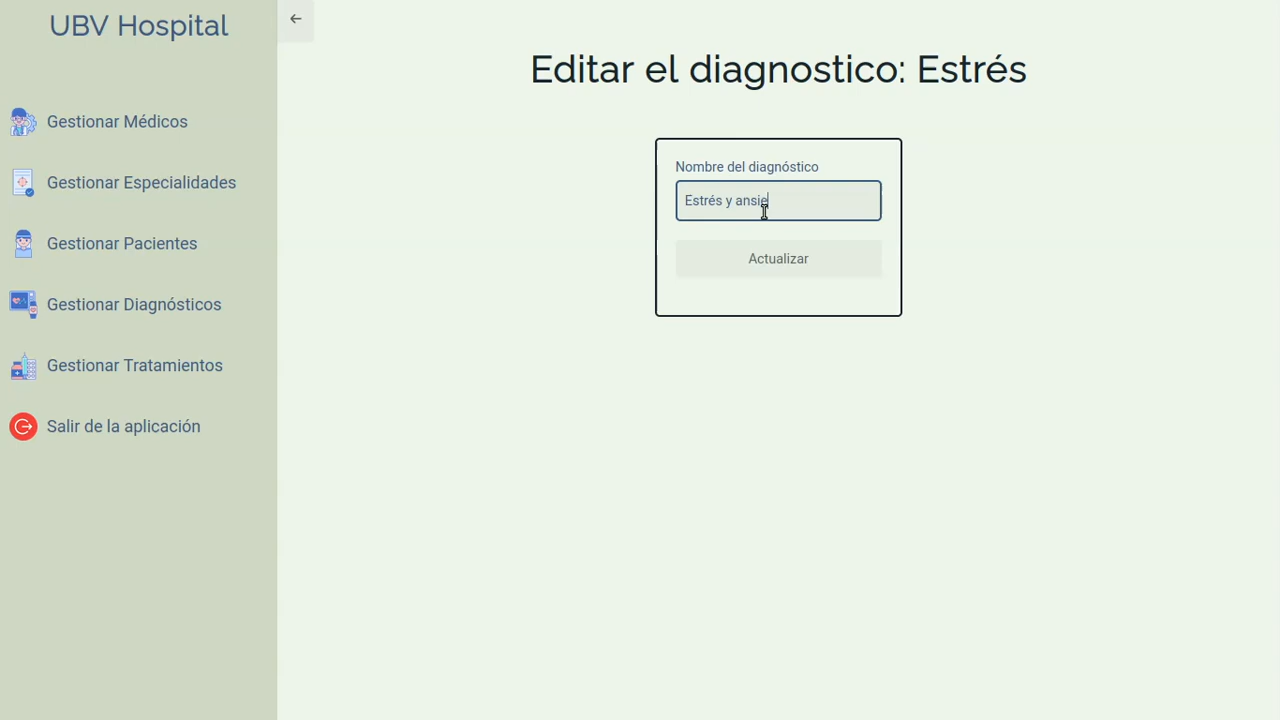 UBV Hospital
Gestionar Médicos
Gestionar Especialidades
Gestionar Pacientes
Gestionar Diagnósticos
Gestionar Tratamientos
Salir de la aplicación
Editar el diagnostico: Estrés
Nombre del diagnóstico
Estrés y ansie
Actualizar